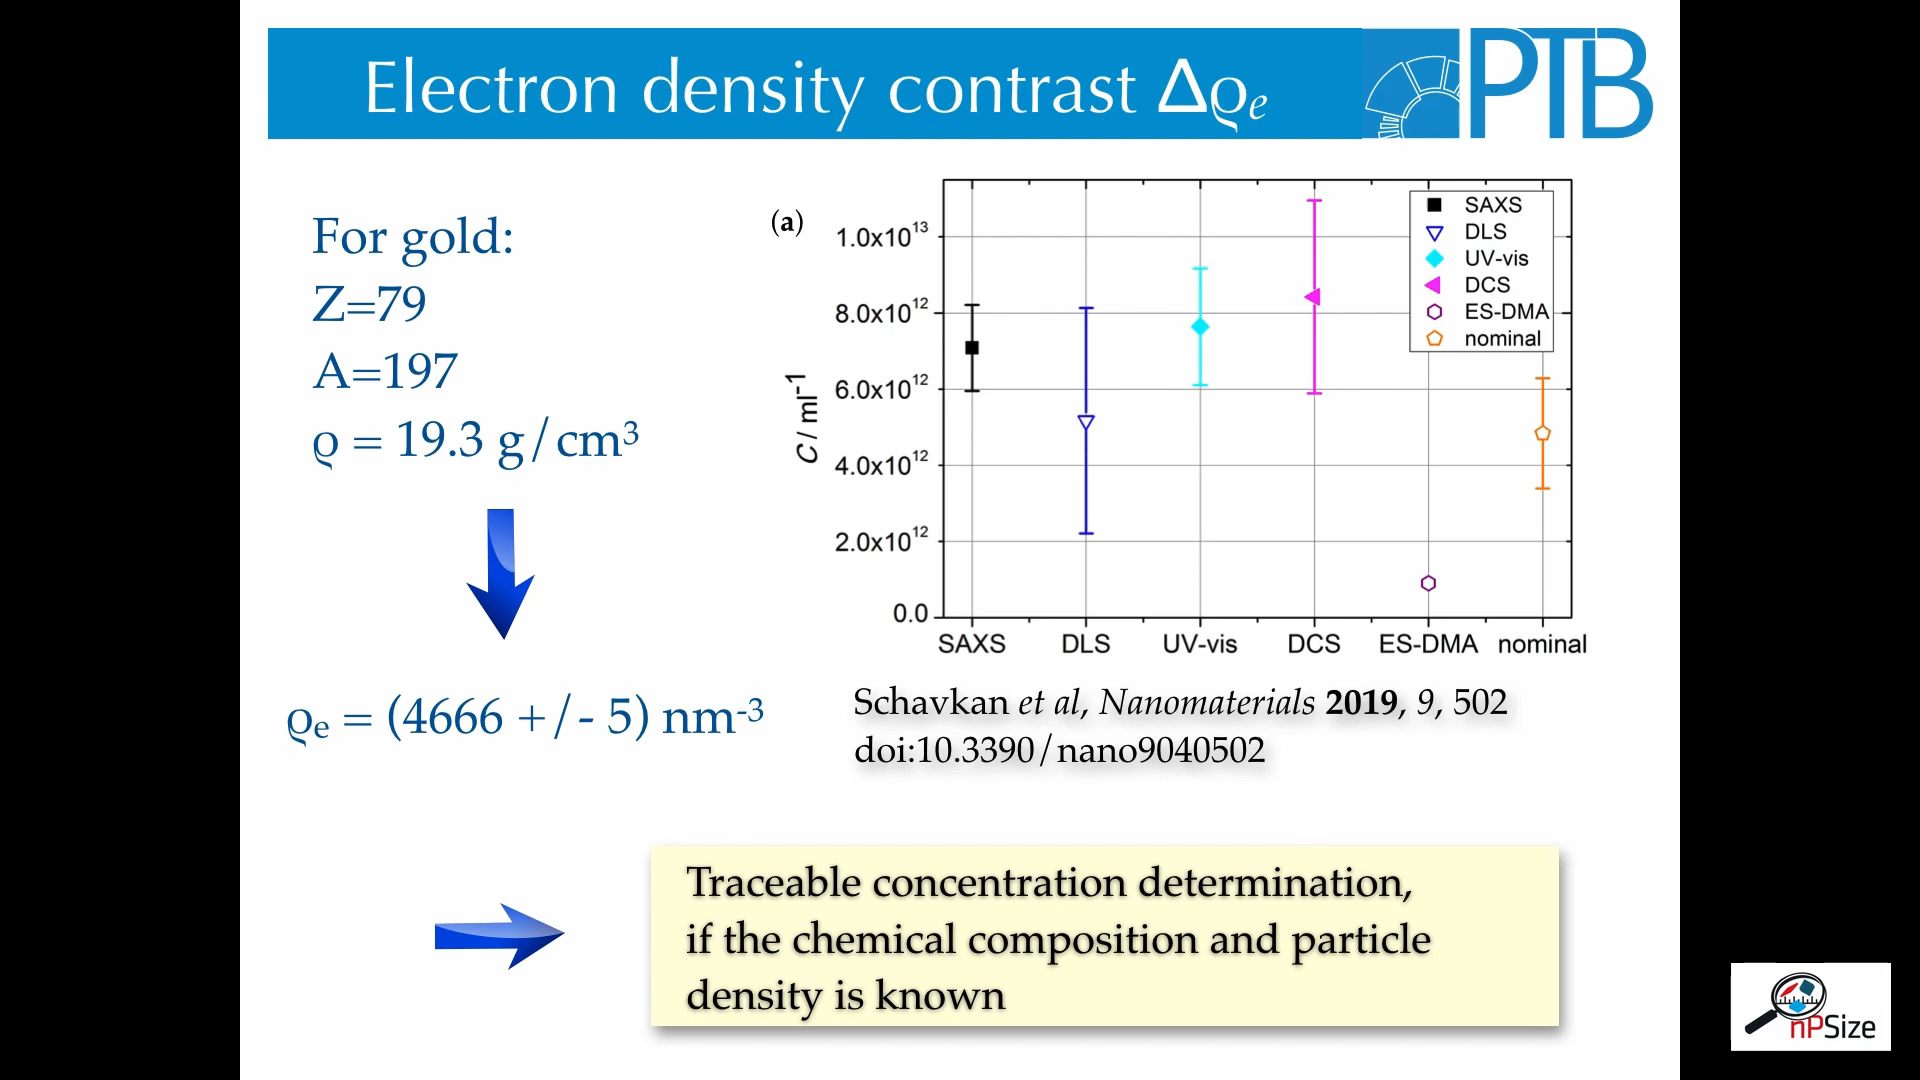 Electron density contrast Δϱe
PTB
For gold:
Z=79
A=197
ϱ = 19.3 g/cm³
ϱe = (4666 +/- 5) nm⁻³
(a)
C / ml⁻¹
1.0x10¹³
8.0x10¹²
6.0x10¹²
4.0x10¹²
2.0x10¹²
0.0
SAXS
DLS
UV-vis
DCS
ES-DMA
nominal
SAXS DLS UV-vis DCS ES-DMA nominal
Schavkan et al, Nanomaterials 2019, 9, 502
doi:10.3390/nano9040502
Traceable concentration determination,
if the chemical composition and particle
density is known
nPSize